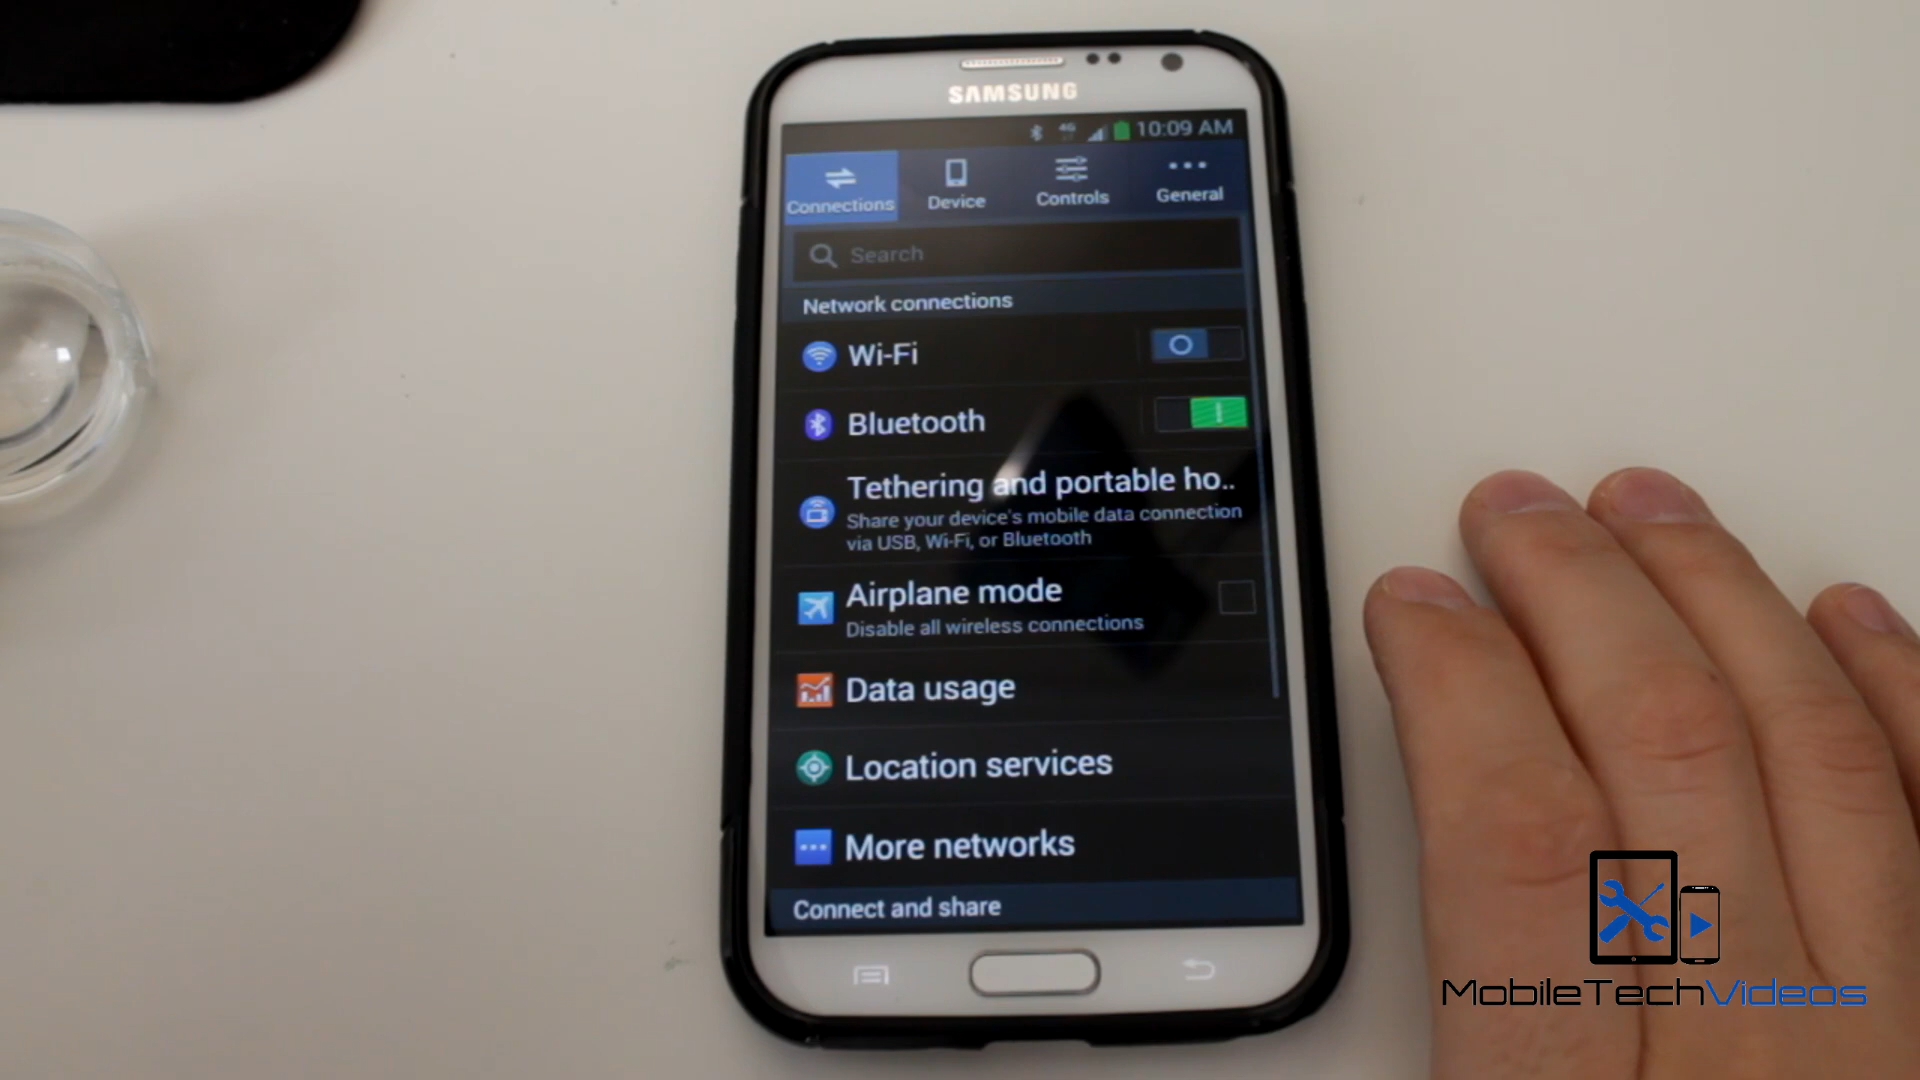 SAMSUNG
4G 10:09 AM
Connections Device Controls General
Search
Network connections
Wi-Fi
Bluetooth
Tethering and portable ho..
Share your device's mobile data connection
via USB, Wi-Fi, or Bluetooth
Airplane mode
Disable all wireless connections
Data usage
Location services
More networks
Connect and share
MobileTechVideos